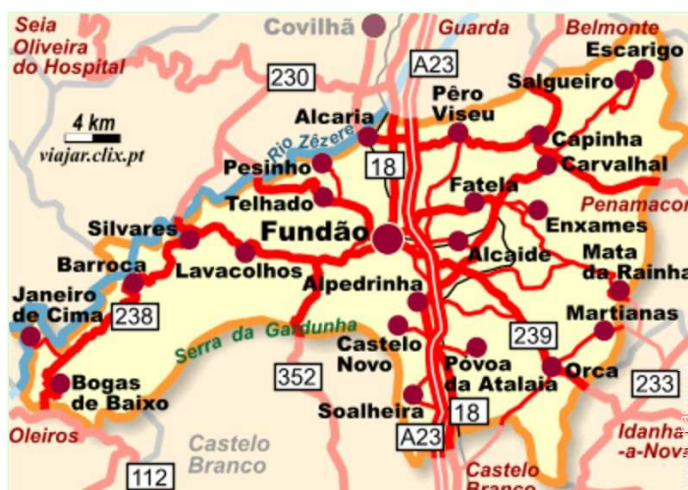 Covilhã
Seia
Oliveira
do Hospital
Guarda
Belmonte
Escarigo
A23
230
Salgueiro
Pêro
Viseu
4 km
Alcaria
viajar.clix.pt
Rio Zêzere
Capinha
Pesinho
18
Carvalhal
Telhado
Fatela
Penamacor
Silvares
Fundão
Enxames
Lavacolhos
Alcaide
Mata
da Rainha
Barroca
Alpedrinha
Janeiro
de Cima
238
Martianas
Serra da Gardunha
239
Castelo
Novo
Póvoa
da Atalaia
Orca
352
233
Bogas
de Baixo
Soalheira
18
Oleiros
A23
Idanha
-a-Nova
Castelo
Branco
112
Castelo
Branco